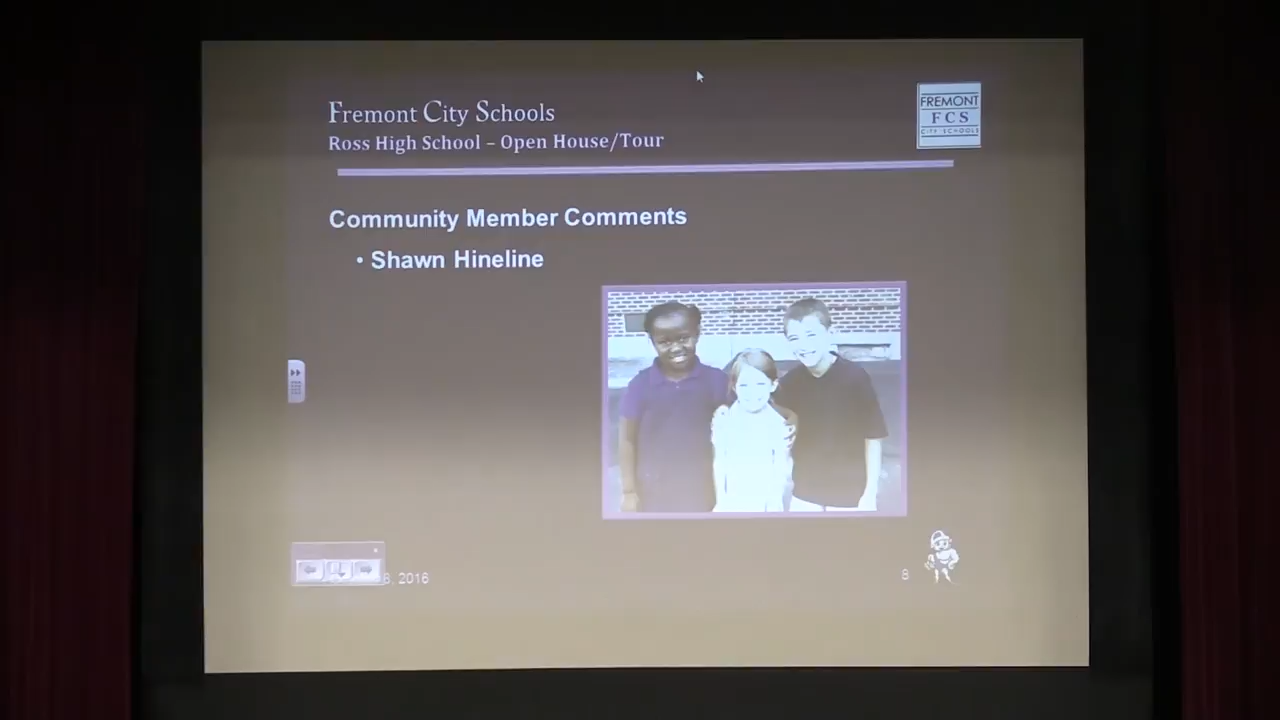 Fremont City Schools
Ross High School – Open House/Tour
FREMONT
FCS
CITY SCHOOLS
Community Member Comments
• Shawn Hineline
8, 2016
8